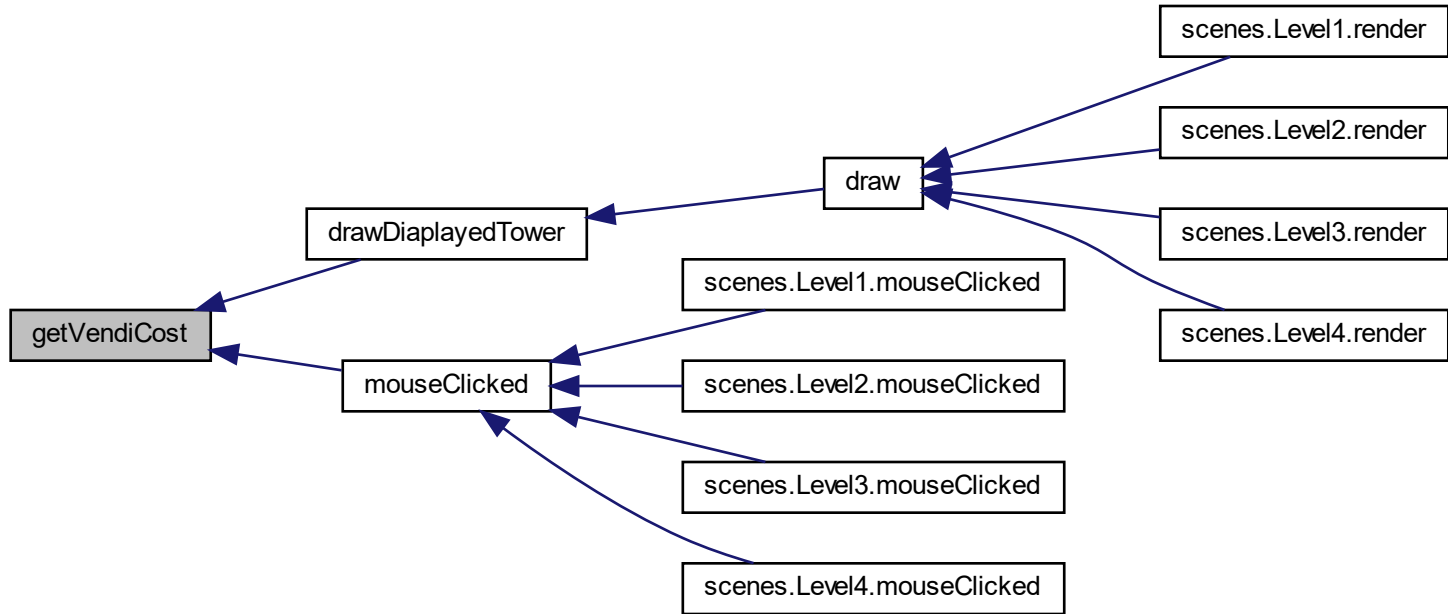 scenes.Level1.render
scenes.Level2.render
draw
drawDiaplayedTower
scenes.Level3.render
scenes.Level1.mouseClicked
getVendiCost
scenes.Level4.render
mouseClicked
scenes.Level2.mouseClicked
scenes.Level3.mouseClicked
scenes.Level4.mouseClicked